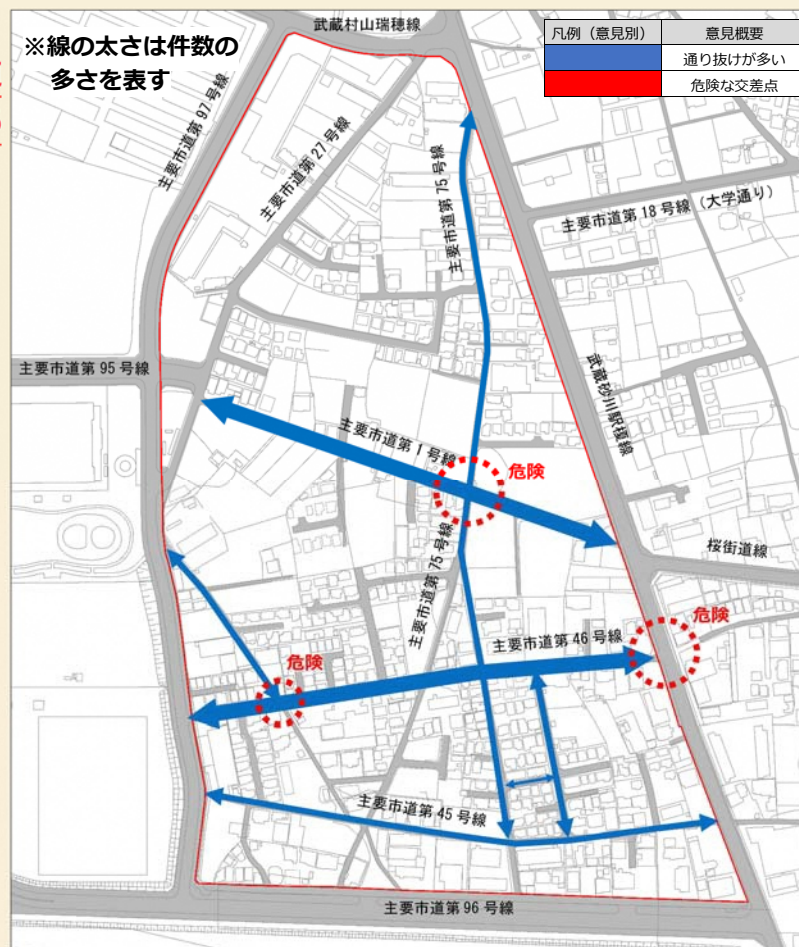 武蔵村山瑞穂線
※線の太さは件数の
多さを表す
凡例（意見別） 意見概要
通り抜けが多い
危険な交差点
主要市道第97号線
主要市道第27号線
主要市道第75号線
主要市道第18号線（大学通り）
主要市道第95号線
武蔵砂川駅榎線
主要市道第1号線
危険
桜街道線
主要市道第75号線
主要市道第46号線
危険
危険
主要市道第45号線
主要市道第96号線